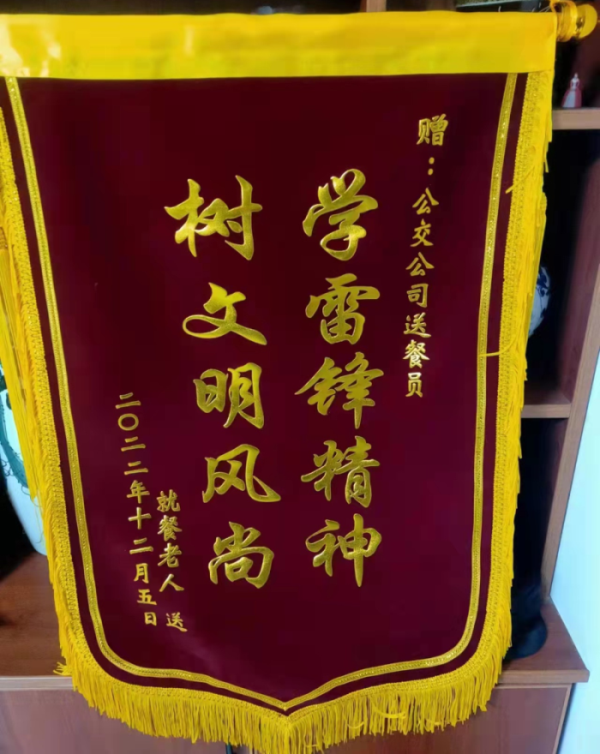 赠：公交公司送餐员
学雷锋精神
树文明风尚
就餐老人 送
二〇二二年十二月五日